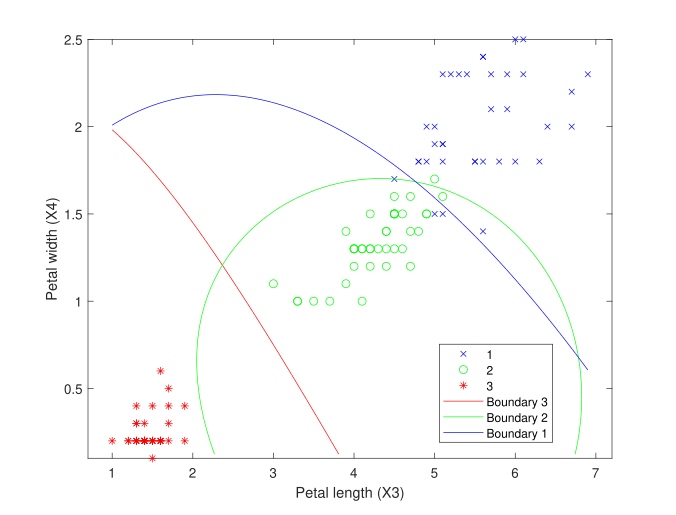 2.5
2
1.5
1
0.5
Petal width (X4)
1
2
3
Boundary 3
Boundary 2
Boundary 1
1 2 3 4 5 6 7
Petal length (X3)